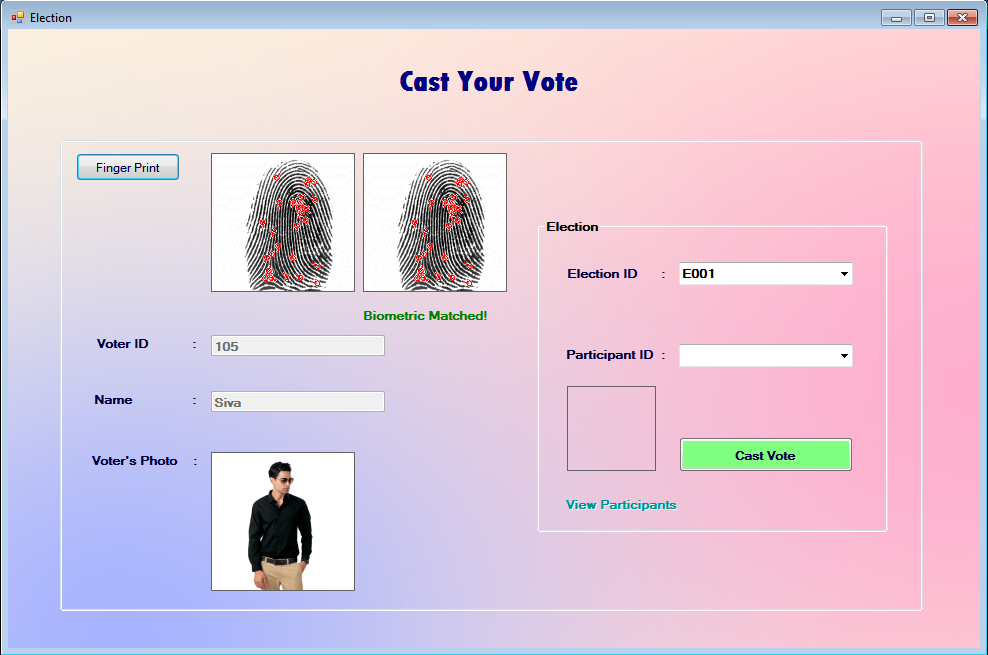 Election
Cast Your Vote
Finger Print
Biometric Matched!
Voter ID : 105
Name : Siva
Voter's Photo :
Election
Election ID : E001
Participant ID :
Cast Vote
View Participants